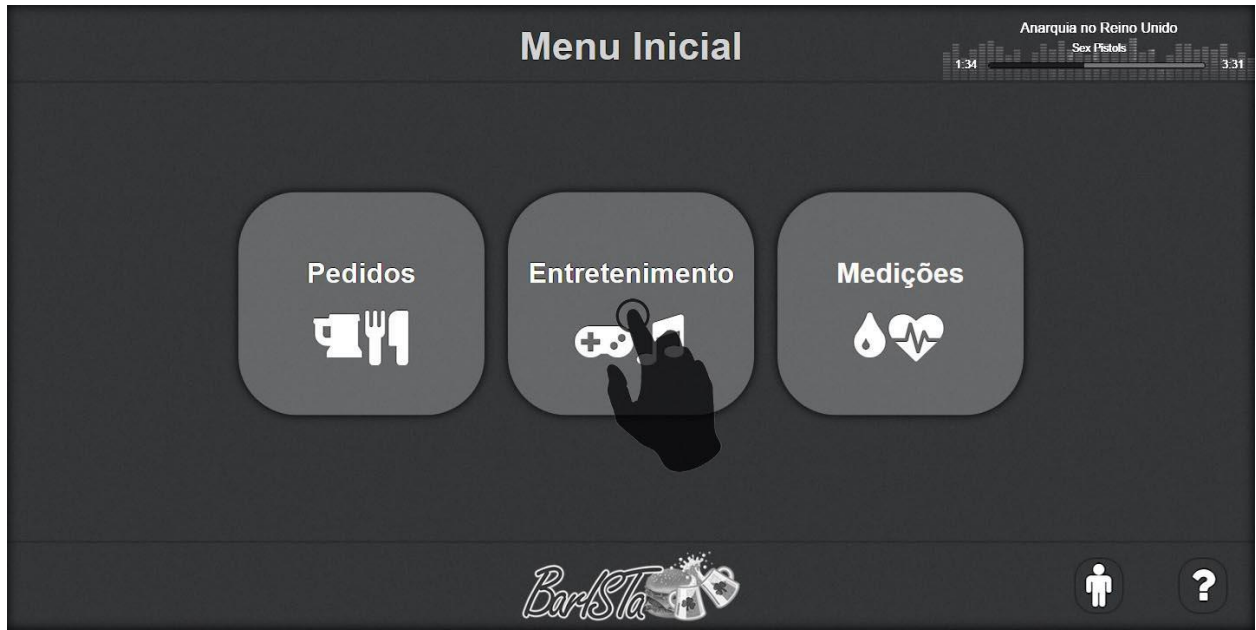 Menu Inicial
Anarquia no Reino Unido
Sex Pistols
1:34
3:31
Pedidos
Entretenimento
Medições
BarISTa
?